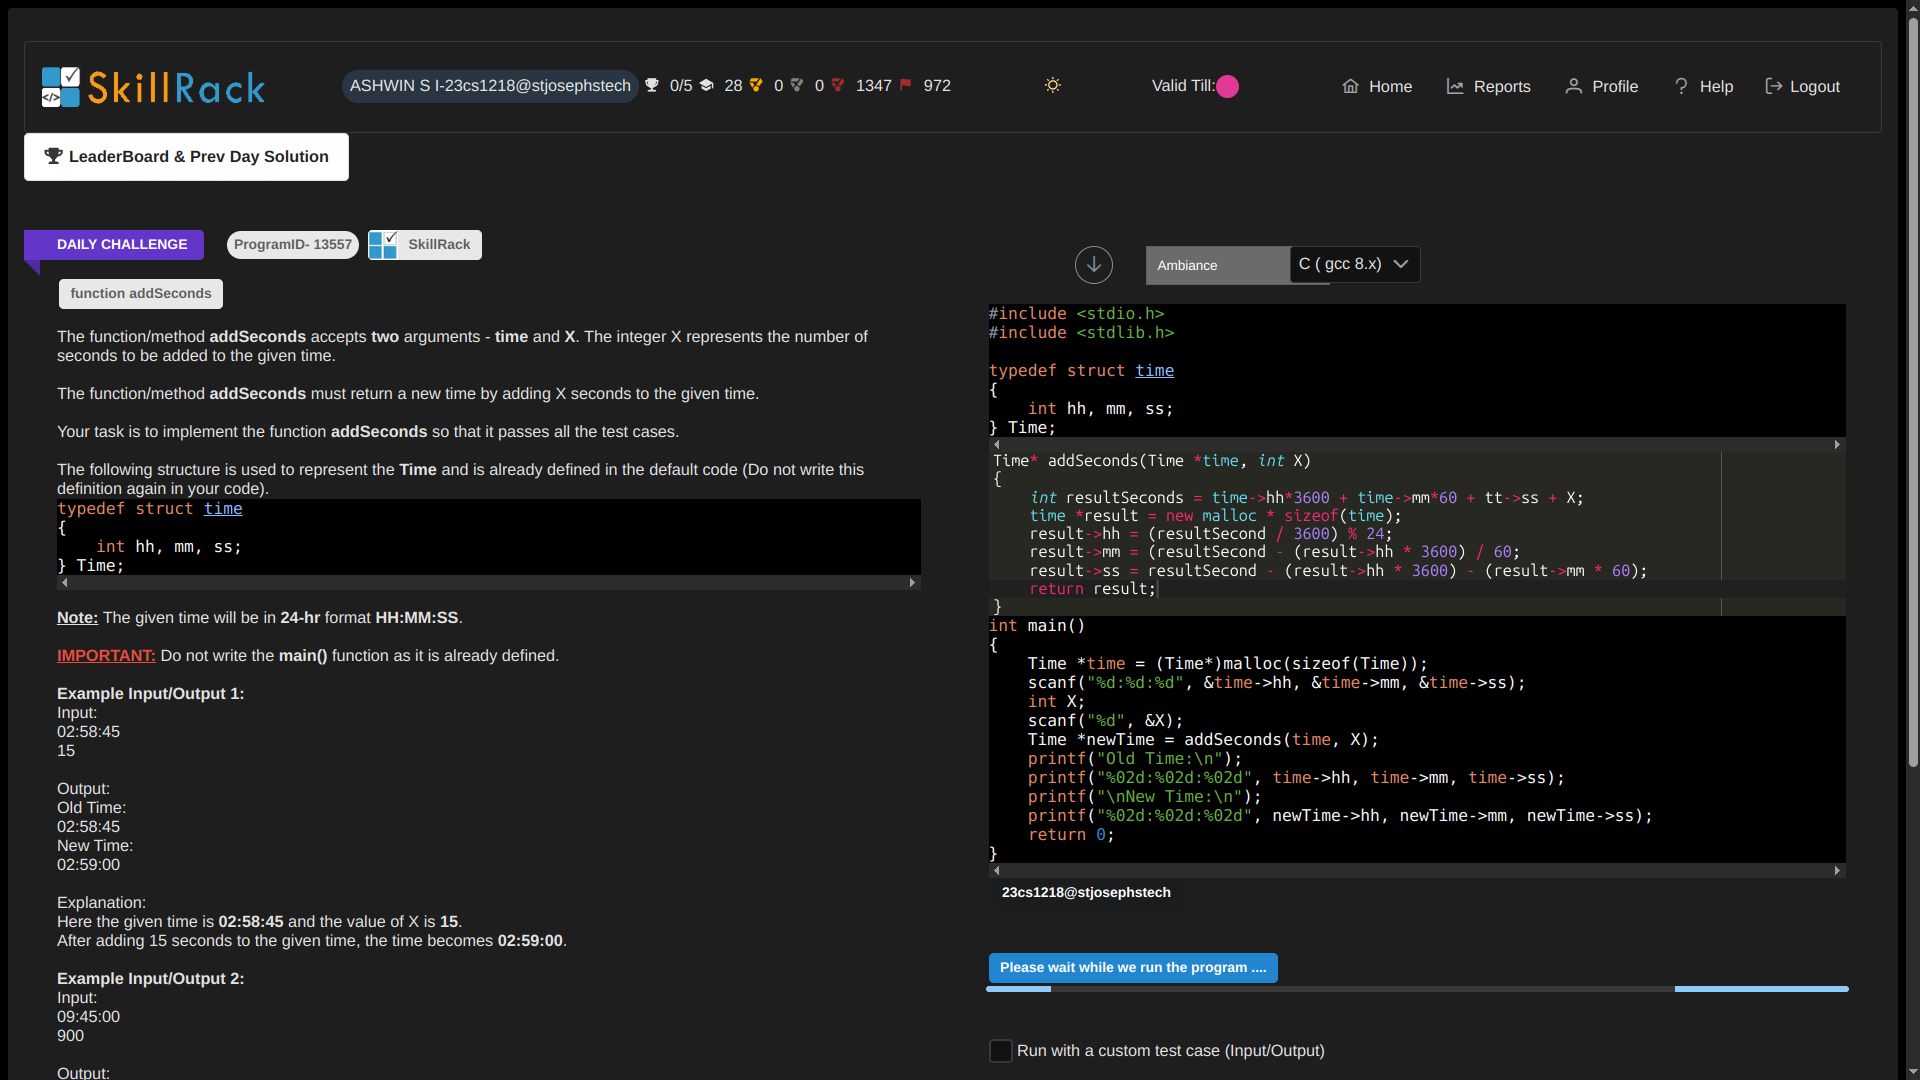 SkillRack
ASHWIN S I-23cs1218@stjosephstech 0/5 28 0 0 1347 972
Valid Till:
Home
Reports
Profile
Help
Logout
LeaderBoard & Prev Day Solution
DAILY CHALLENGE
ProgramID- 13557
SkillRack
function addSeconds
The function/method addSeconds accepts two arguments - time and X. The integer X represents the number of
seconds to be added to the given time.
The function/method addSeconds must return a new time by adding X seconds to the given time.
Your task is to implement the function addSeconds so that it passes all the test cases.
The following structure is used to represent the Time and is already defined in the default code (Do not write this
definition again in your code).
typedef struct time
{
    int hh, mm, ss;
} Time;
Note: The given time will be in 24-hr format HH:MM:SS.
IMPORTANT: Do not write the main() function as it is already defined.
Example Input/Output 1:
Input:
02:58:45
15
Output:
Old Time:
02:58:45
New Time:
02:59:00
Explanation:
Here the given time is 02:58:45 and the value of X is 15.
After adding 15 seconds to the given time, the time becomes 02:59:00.
Example Input/Output 2:
Input:
09:45:00
900
Output:
Ambiance
C ( gcc 8.x)
#include <stdio.h>
#include <stdlib.h>
typedef struct time
{
    int hh, mm, ss;
} Time;
Time* addSeconds(Time *time, int X)
{
    int resultSeconds = time->hh*3600 + time->mm*60 + tt->ss + X;
    time *result = new malloc * sizeof(time);
    result->hh = (resultSecond / 3600) % 24;
    result->mm = (resultSecond - (result->hh * 3600) / 60;
    result->ss = resultSecond - (result->hh * 3600) - (result->mm * 60);
    return result;
}
int main()
{
    Time *time = (Time*)malloc(sizeof(Time));
    scanf("%d:%d:%d", &time->hh, &time->mm, &time->ss);
    int X;
    scanf("%d", &X);
    Time *newTime = addSeconds(time, X);
    printf("Old Time:\n");
    printf("%02d:%02d:%02d", time->hh, time->mm, time->ss);
    printf("\nNew Time:\n");
    printf("%02d:%02d:%02d", newTime->hh, newTime->mm, newTime->ss);
    return 0;
}
23cs1218@stjosephstech
Please wait while we run the program ....
Run with a custom test case (Input/Output)